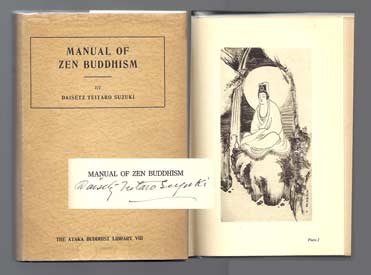 MANUAL OF
ZEN BUDDHISM
BY
DAISETZ TEITARO SUZUKI
MANUAL OF ZEN BUDDHISM
Daisetz Teitaro Suzuki
THE ATAKA BUDDHIST LIBRARY VIII
Plate I